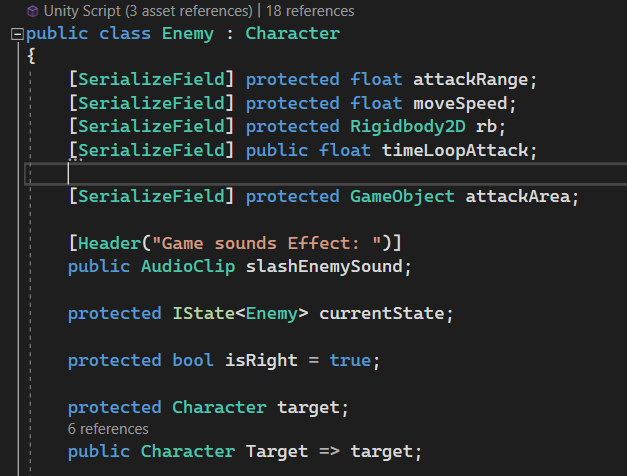 Unity Script (3 asset references) | 18 references
public class Enemy : Character
{
[SerializeField] protected float attackRange;
[SerializeField] protected float moveSpeed;
[SerializeField] protected Rigidbody2D rb;
[SerializeField] public float timeLoopAttack;
[SerializeField] protected GameObject attackArea;
[Header("Game sounds Effect: ")]
public AudioClip slashEnemySound;
protected IState<Enemy> currentState;
protected bool isRight = true;
protected Character target;
6 references
public Character Target => target;